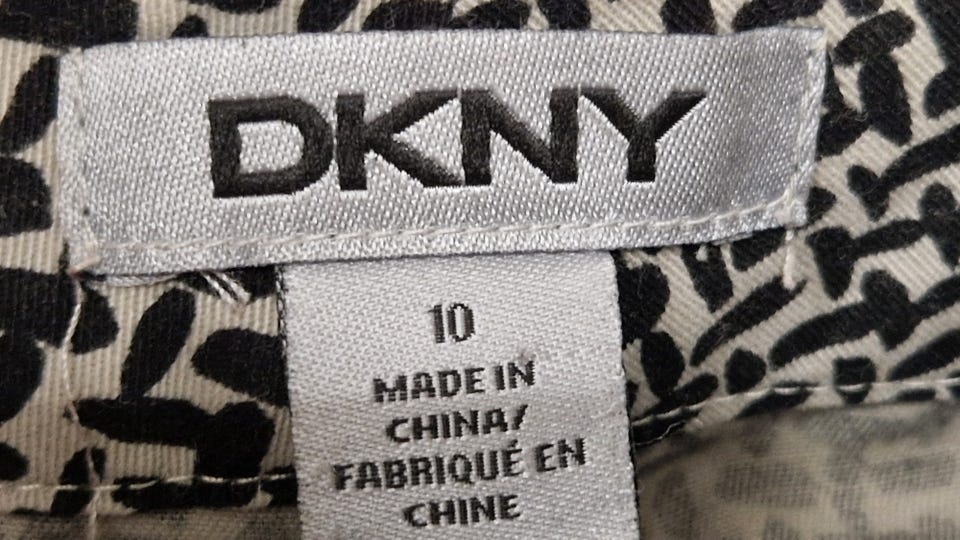 DKNY
10
MADE IN
CHINA/
FABRIQUÉ EN
CHINE